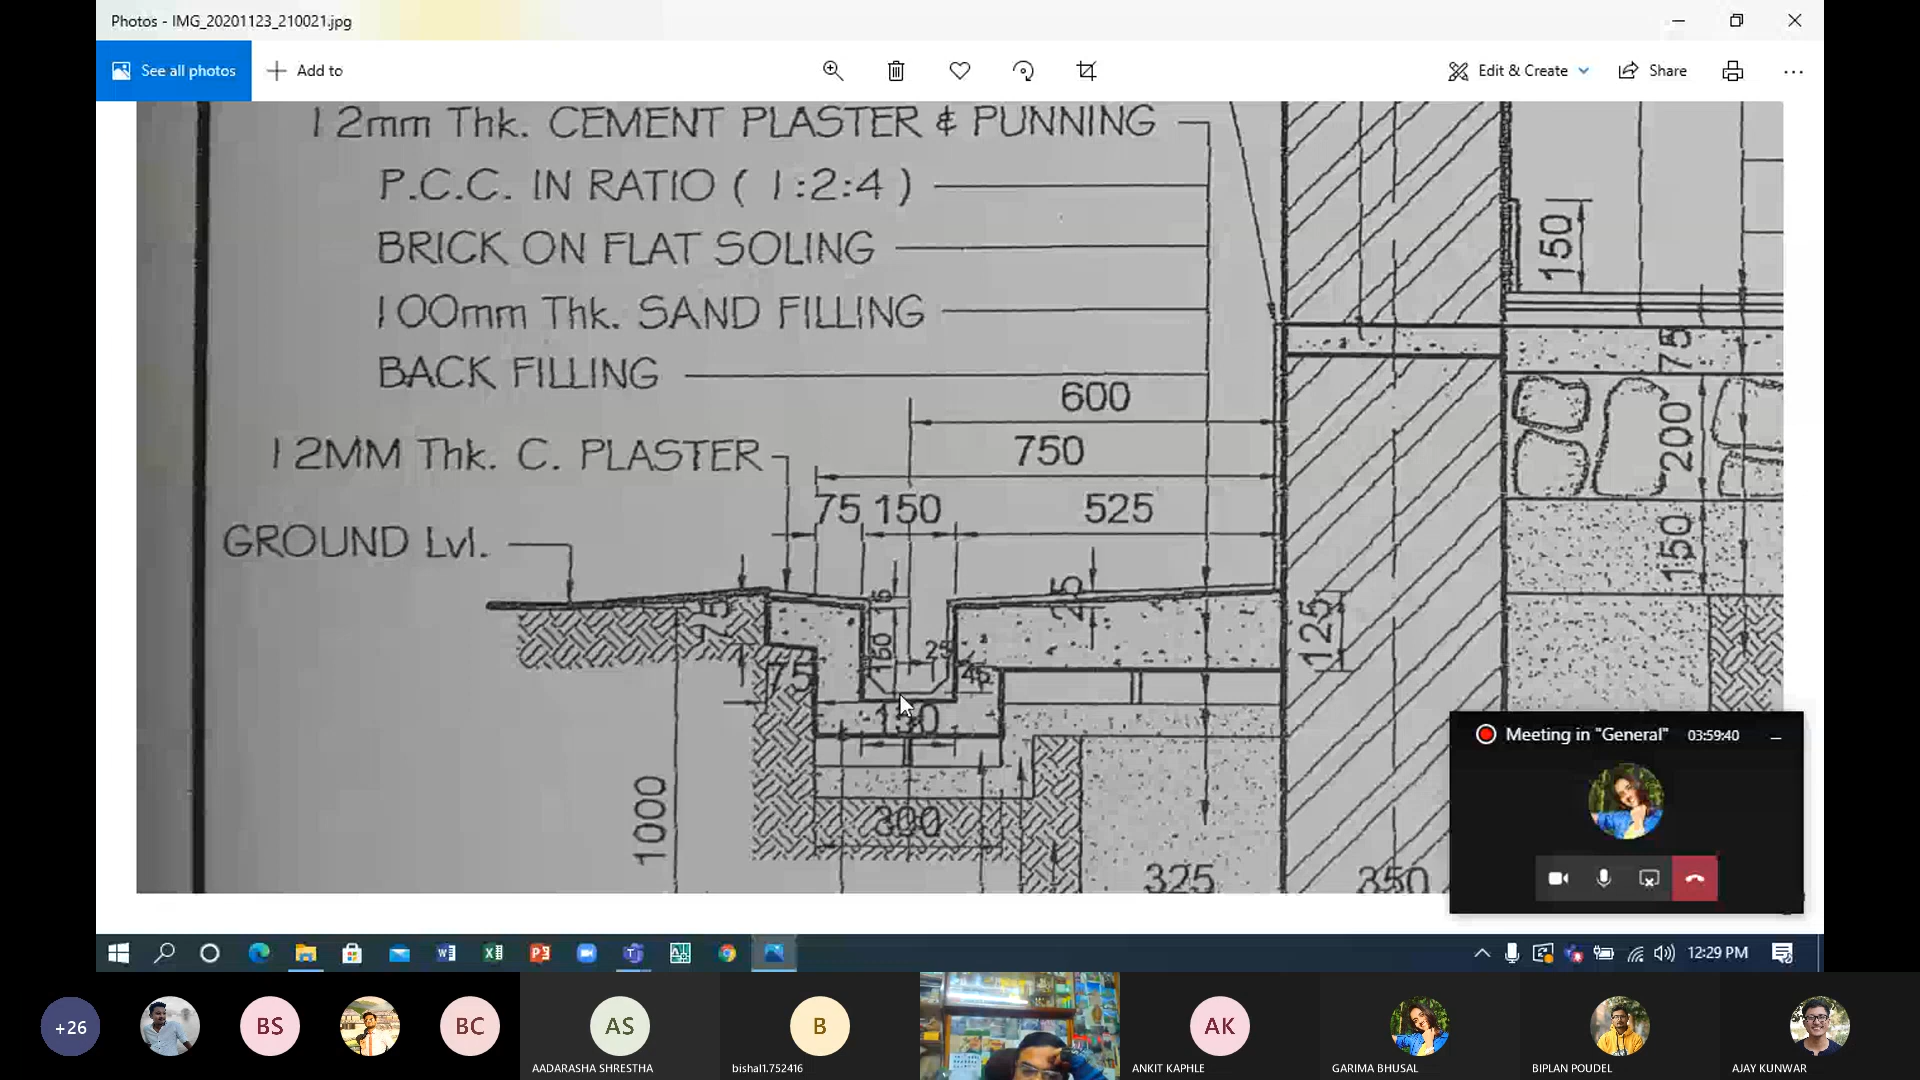 Photos - IMG_20201123_210021.jpg
See all photos
Add to
Edit & Create
Share
12mm Thk. CEMENT PLASTER & PUNNING
P.C.C. IN RATIO ( 1:2:4 )
BRICK ON FLAT SOLING
100mm Thk. SAND FILLING
BACK FILLING
12MM Thk. C. PLASTER
GROUND Lvl.
600
750
75 150 525
150
75
200
150
25
125
75
150
25
45
75
150
300
1000
325
350
Meeting in "General" 03:59:40
12:29 PM
+26
BS
BC
AS
B
AK
AADARASHA SHRESTHA
bishal1.752416
ANKIT KAPHLE
GARIMA BHUSAL
BIPLAN POUDEL
AJAY KUNWAR